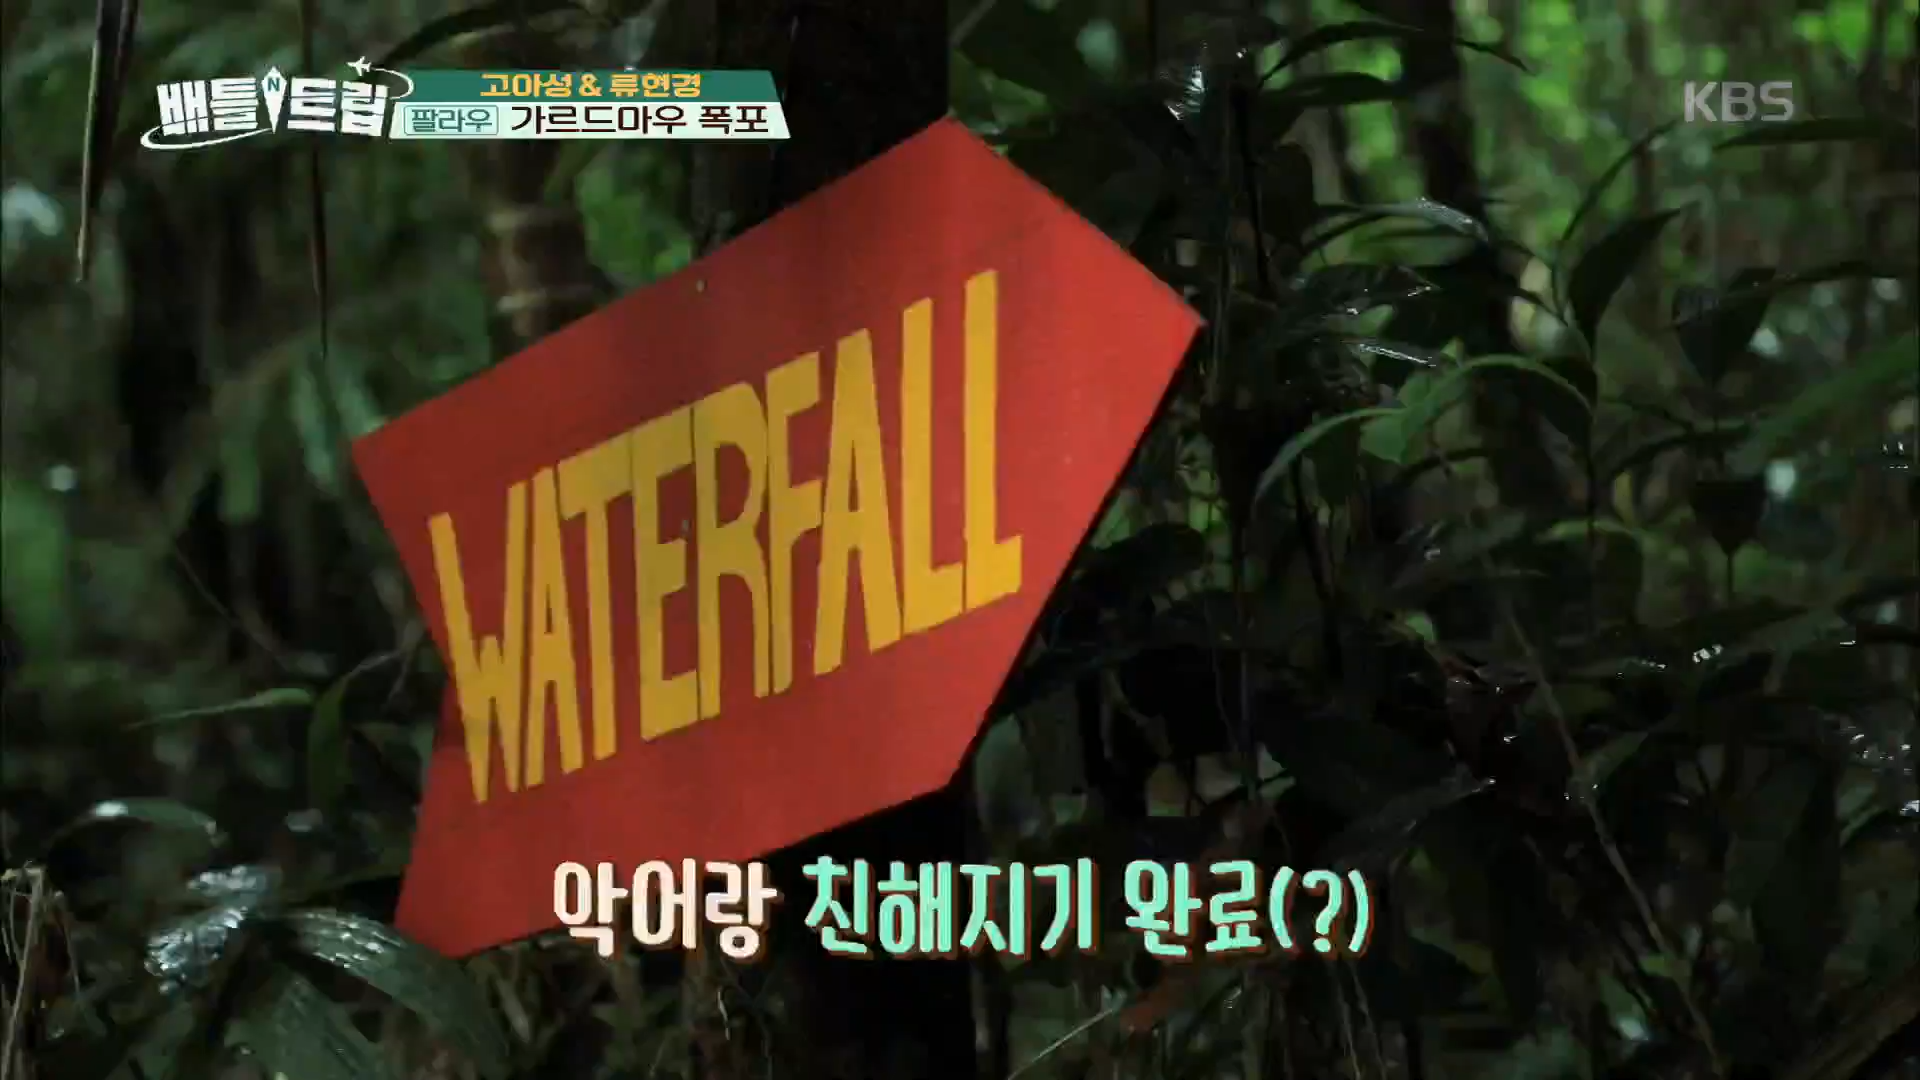 배틀트립
N
고아성 & 류현경
팔라우 가르드마우 폭포
KBS
WATERFALL
악어랑 친해지기 완료(?)